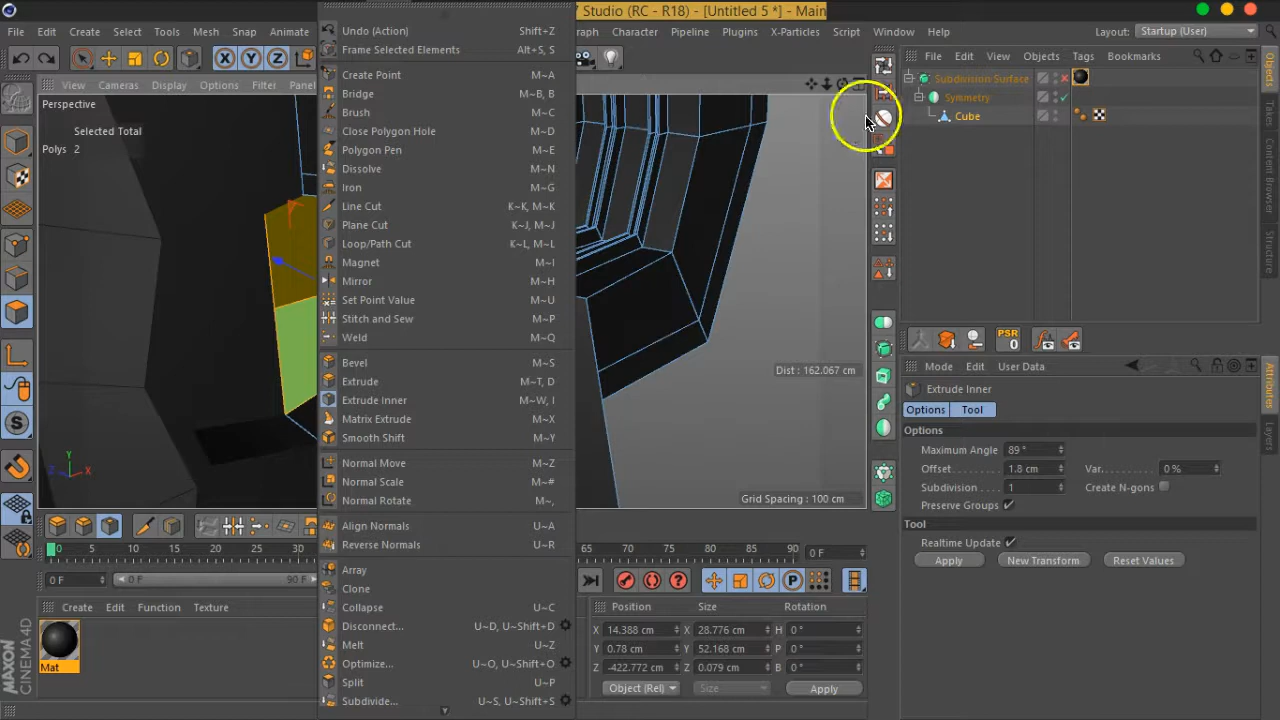 Studio (RC - R18) - [Untitled 5 *] - Main
File Edit Create Select Tools Mesh Snap Animate
Character Pipeline Plugins X-Particles Script Window
Layout: Startup (User)
View Cameras Display Options Filter Panel
Perspective
Selected Total
Polys 2
Undo (Action) Shift+Z
Frame Selected Elements Alt+S, S
Create Point M~A
Bridge M~B, B
Brush M~C
Close Polygon Hole M~D
Polygon Pen M~E
Dissolve M~N
Iron M~G
Line Cut K~K, M~K
Plane Cut K~J, M~J
Loop/Path Cut K~L, M~L
Magnet M~I
Mirror M~H
Set Point Value M~U
Stitch and Sew M~P
Weld M~Q
Bevel M~S
Extrude M~T, D
Extrude Inner M~W, I
Matrix Extrude M~X
Smooth Shift M~Y
Normal Move M~Z
Normal Scale M~#
Normal Rotate M~,
Align Normals U~A
Reverse Normals U~R
Array
Clone
Collapse U~C
Disconnect... U~D, U~Shift+D
Melt U~Z
Optimize... U~O, U~Shift+O
Split U~P
Subdivide... U~S, U~Shift+S
Dist : 162.067 cm
Grid Spacing : 100 cm
File Edit View Objects Tags Bookmarks
Subdivision Surface
Symmetry
Cube
Objects
Content Browser
Structure
PSR
0
Mode Edit User Data
Extrude Inner
Options Tool
Options
Maximum Angle 89 °
Offset 1.8 cm Var. 0 %
Subdivision 1 Create N-gons
Preserve Groups
Tool
Realtime Update
Apply New Transform Reset Values
Attributes
Layers
0 5 10 15 20 25 30
65 70 75 80 85 90 0 F
0 F 0 F 90 F
Create Edit Function Texture
Mat
MAXON
CINEMA4D
Position Size Rotation
X 14.388 cm X 28.776 cm H 0 °
Y 0.78 cm Y 52.168 cm P 0 °
Z -422.772 cm Z 0.079 cm B 0 °
Object (Rel) Size Apply